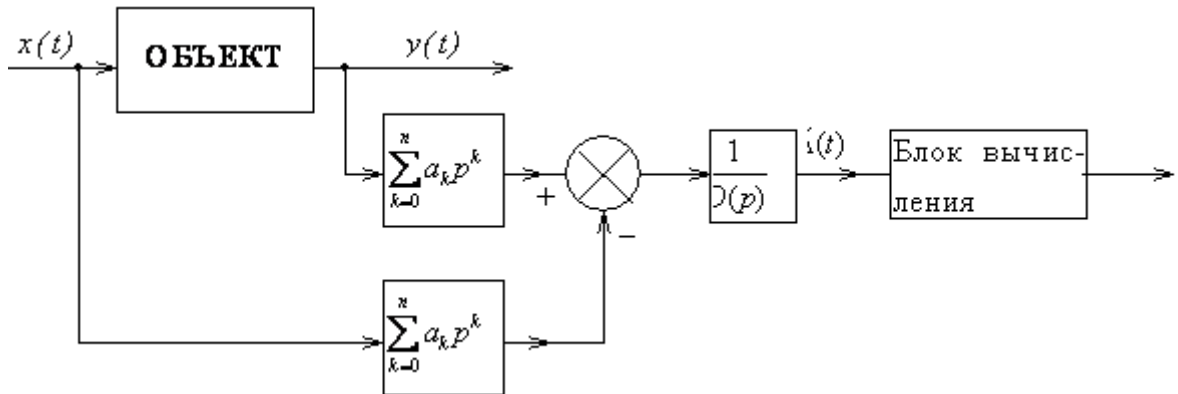 x(t)
ОБЪЕКТ
y(t)
n
∑ a_k p^k
k=0
+
−
1
(p)
(t)
Блок вычис-
ления
n
∑ a_k p^k
k=0